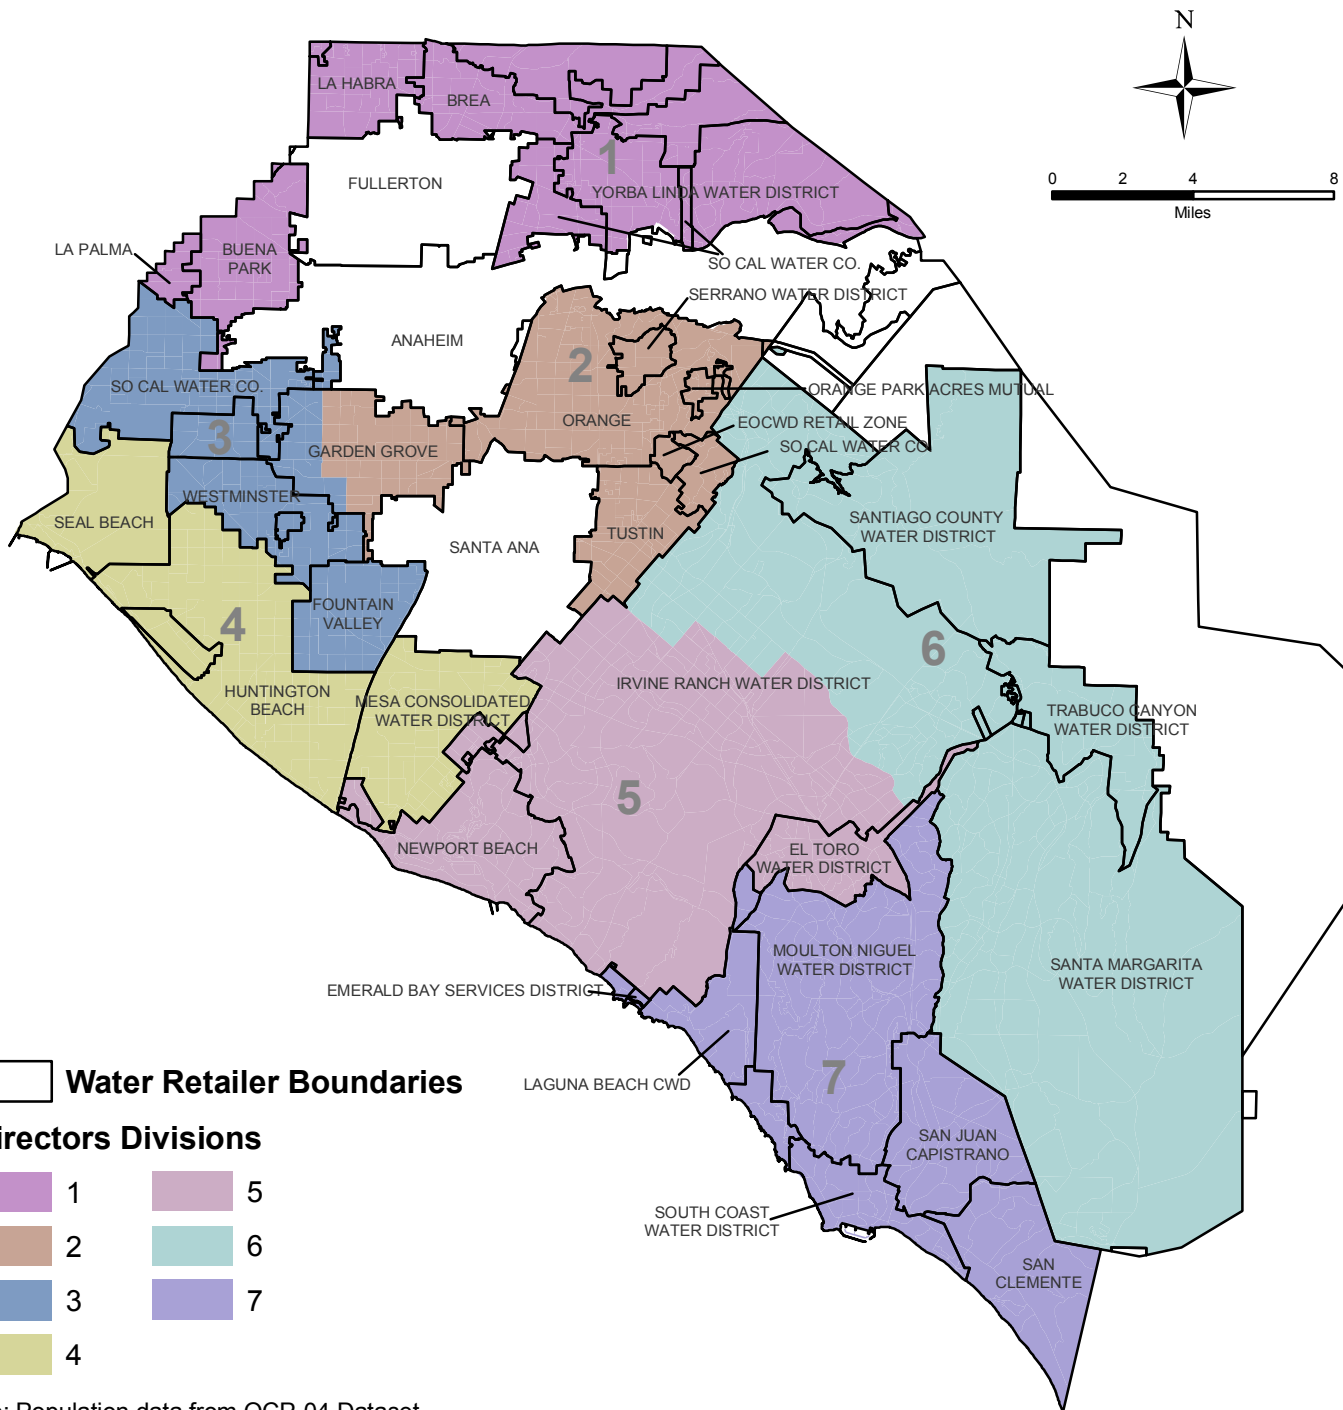 N
0 2 4 8
Miles
LA HABRA
BREA
1
FULLERTON
YORBA LINDA WATER DISTRICT
LA PALMA
BUENA
PARK
SO CAL WATER CO.
SERRANO WATER DISTRICT
ANAHEIM
2
SO CAL WATER CO.
ORANGE PARK ACRES MUTUAL
ORANGE
EOCWD RETAIL ZONE
3
GARDEN GROVE
SO CAL WATER CO
WESTMINSTER
SEAL BEACH
SANTA ANA
TUSTIN
SANTIAGO COUNTY
WATER DISTRICT
4
FOUNTAIN
VALLEY
6
HUNTINGTON
BEACH
MESA CONSOLIDATED
WATER DISTRICT
IRVINE RANCH WATER DISTRICT
TRABUCO CANYON
WATER DISTRICT
5
NEWPORT BEACH
EL TORO
WATER DISTRICT
MOULTON NIGUEL
WATER DISTRICT
SANTA MARGARITA
WATER DISTRICT
EMERALD BAY SERVICES DISTRICT
LAGUNA BEACH CWD
7
SAN JUAN
CAPISTRANO
SOUTH COAST
WATER DISTRICT
SAN
CLEMENTE
Water Retailer Boundaries
irectors Divisions
1 5
2 6
3 7
4
: Population data from OCP-04 Dataset